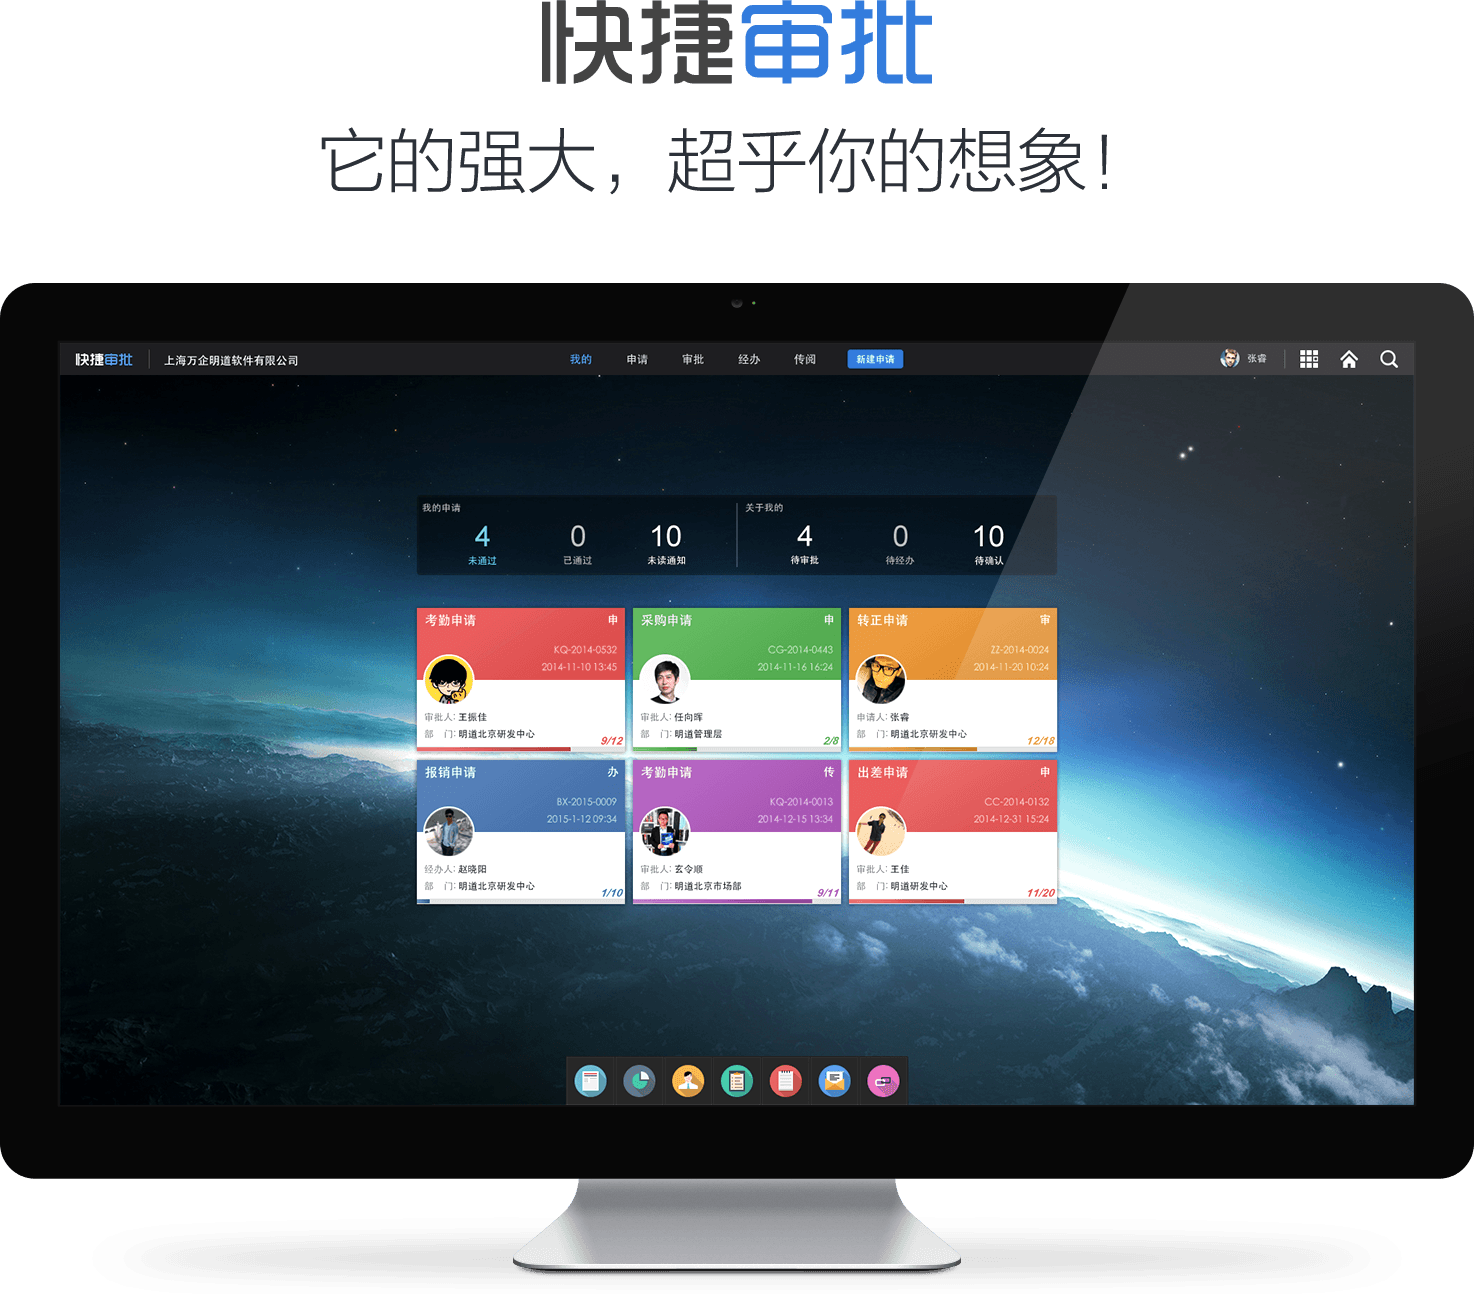 快捷审批
它的强大，超乎你的想象！
快捷审批 上海万企明道软件有限公司 我的 申请 审批 经办 传阅 新建申请 张睿
我的申请 关于我的
4 0 10 4 0 10
未通过 已通过 未读通知 待审批 待经办 待确认
考勤申请 申
KQ-2014-0532
2014-11-10 13:45
审批人: 王振佳
部 门: 明道北京研发中心
9/12
采购申请 申
CG-2014-0443
2014-11-16 16:24
审批人: 任向晖
部 门: 明道管理层
2/8
转正申请 审
ZZ-2014-0024
2014-11-20 10:24
申请人: 张睿
部 门: 明道北京研发中心
12/18
报销申请 办
BX-2015-0009
2015-1-12 09:34
经办人: 赵晓阳
部 门: 明道北京研发中心
1/10
考勤申请 传
KQ-2014-0013
2014-12-15 13:34
审批人: 玄令顺
部 门: 明道北京市场部
9/11
出差申请 申
CC-2014-0132
2014-12-31 15:24
审批人: 王佳
部 门: 明道研发中心
11/20